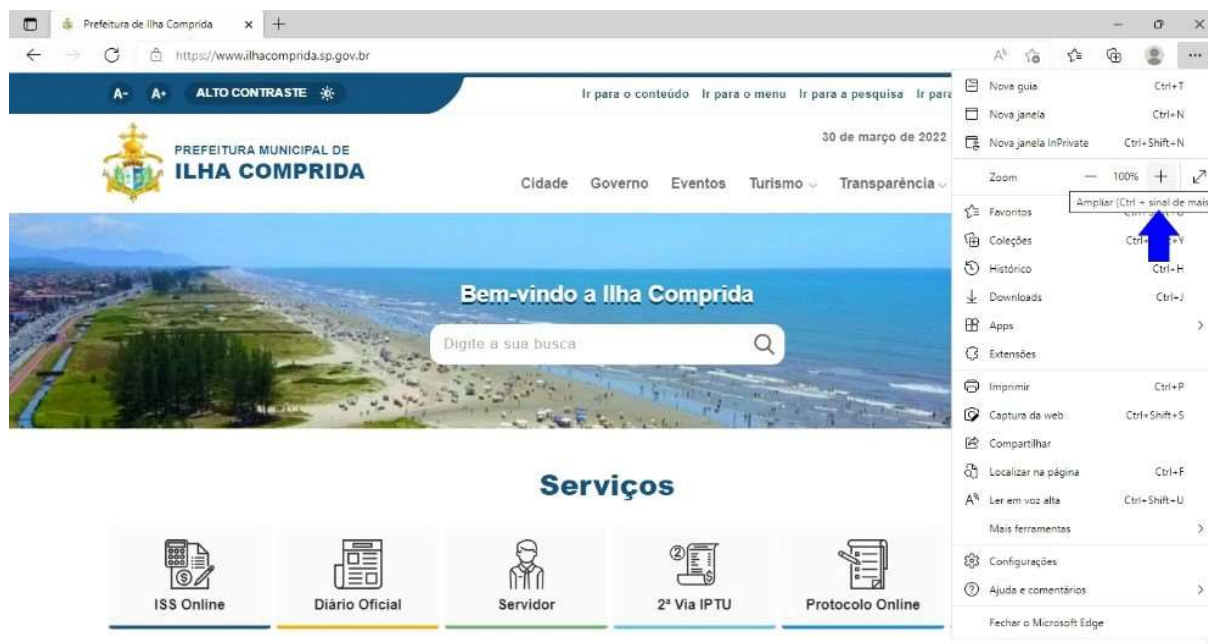 Prefeitura de Ilha Comprida
https://www.ilhacomprida.sp.gov.br
A- A+ ALTO CONTRASTE
Ir para o conteúdo Ir para o menu Ir para a pesquisa Ir para
PREFEITURA MUNICIPAL DE
ILHA COMPRIDA
30 de março de 2022
Cidade Governo Eventos Turismo Transparência
Bem-vindo a Ilha Comprida
Digite a sua busca
Serviços
ISS Online Diário Oficial Servidor 2ª Via IPTU Protocolo Online
Nova guia Ctrl+T
Nova janela Ctrl+N
Nova janela InPrivate Ctrl+Shift+N
Zoom 100%
Ampliar (Ctrl + sinal de mais
Favoritos
Coleções
Histórico Ctrl+H
Downloads Ctrl+J
Apps
Extensões
Imprimir Ctrl+P
Captura da web Ctrl+Shift+S
Compartilhar
Localizar na página Ctrl+F
Ler em voz alta Ctrl+Shift+U
Mais ferramentas
Configurações
Ajuda e comentários
Fechar o Microsoft Edge